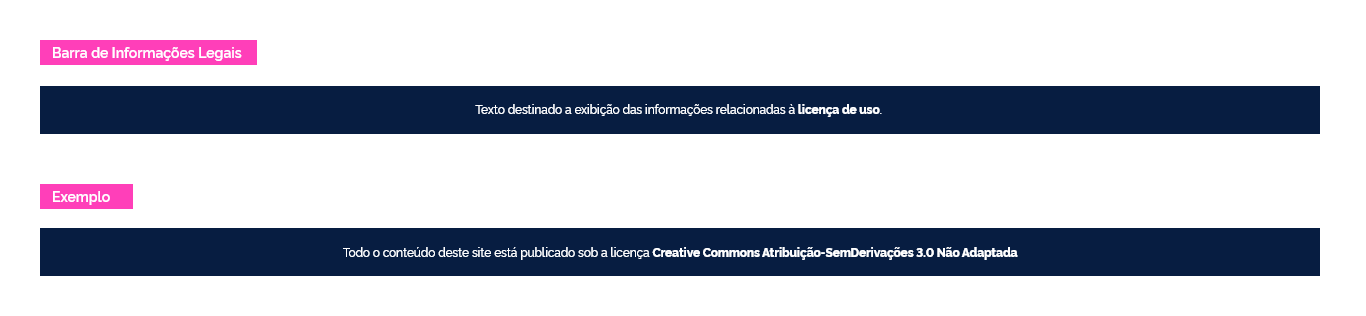 Barra de Informações Legais
Texto destinado a exibição das informações relacionadas à licença de uso.
Exemplo
Todo o conteúdo deste site está publicado sob a licença Creative Commons Atribuição-SemDerivações 3.0 Não Adaptada